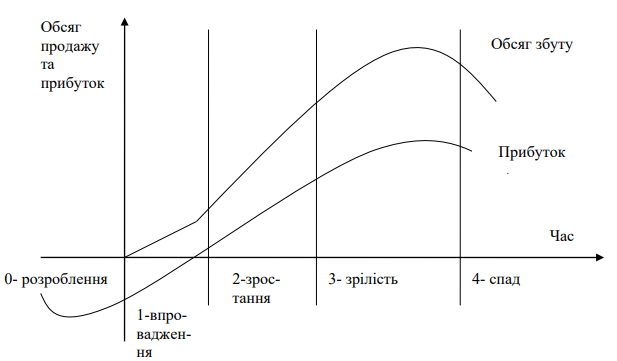 Обсяг
продажу
та
прибуток
Обсяг збуту
Прибуток
Час
0- розроблення
1-впро-
ваджен-
ня
2-зрос-
тання
3- зрілість
4- спад